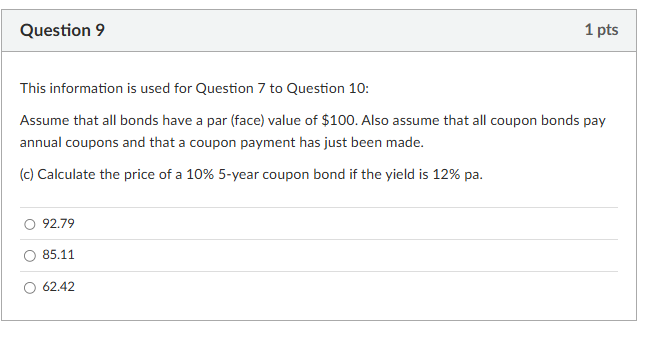 Question 9
1 pts
This information is used for Question 7 to Question 10:
Assume that all bonds have a par (face) value of $100. Also assume that all coupon bonds pay
annual coupons and that a coupon payment has just been made.
(c) Calculate the price of a 10% 5-year coupon bond if the yield is 12% pa.
92.79
85.11
62.42